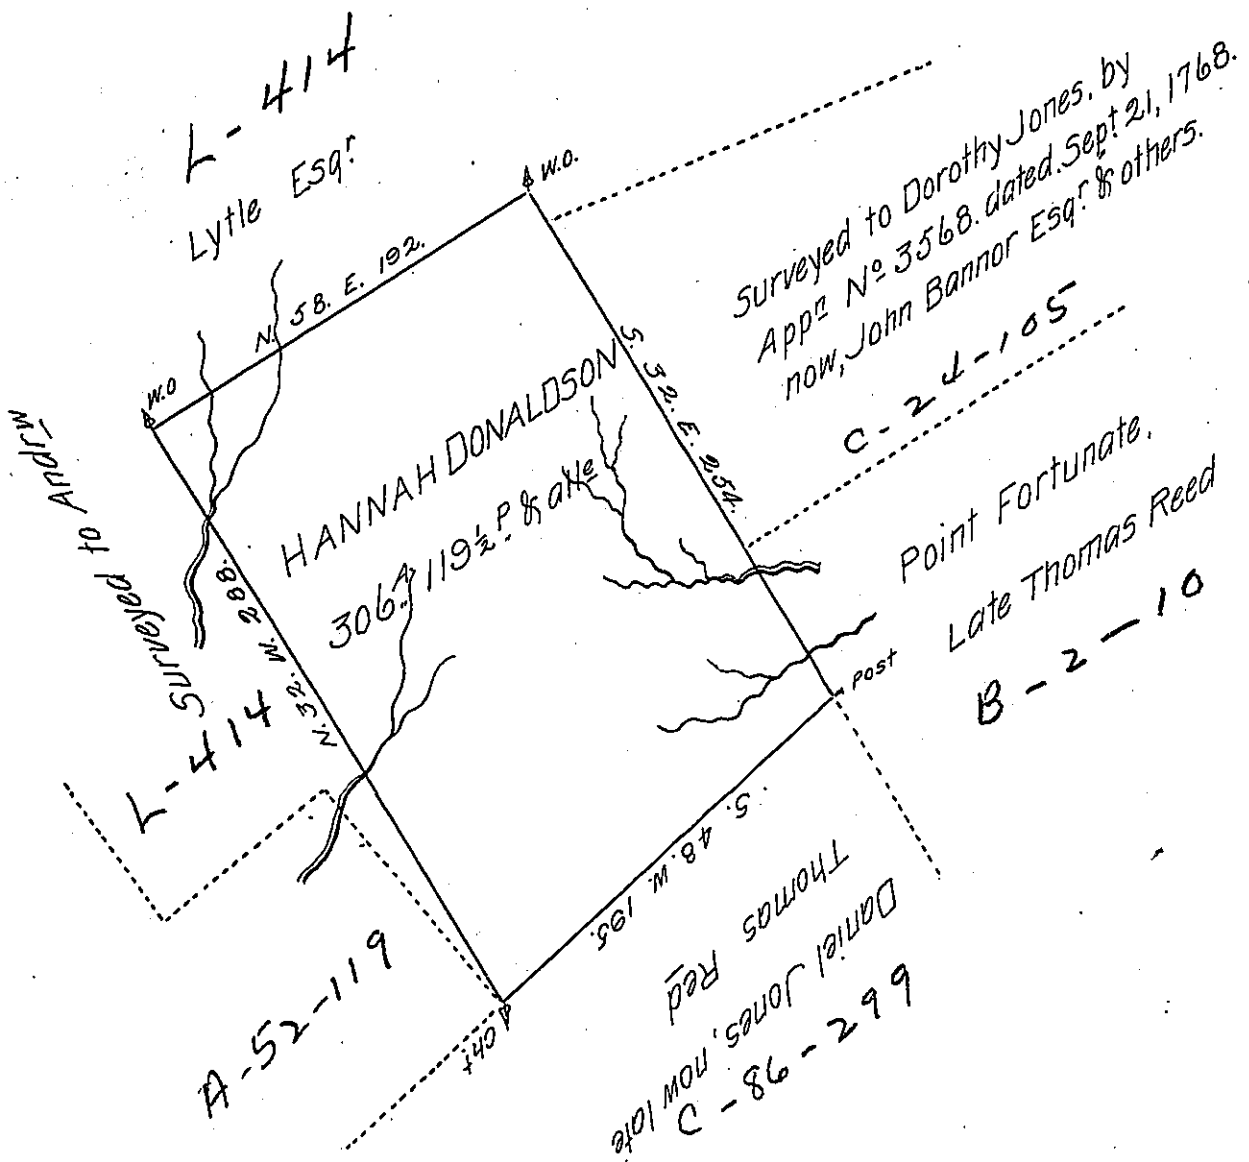 L-414
Lytle Esqr.
W.O.
N. 58. E. 192.
W.O
Surveyed to Dorothy Jones, by
Appn No 3568. dated. Sept. 21, 1768.
now, John Bannor Esqr. & others.
C-24-105
S. 32. E. 254.
HANNAH DONALDSON
306A. 119½ P. & alle
Surveyed to Andrw
L-414
N. 32. W. 288.
Point Fortunate.
Late Thomas Reed
B-2-10
Post
S. 48. W. 195.
Daniel Jones, now late
Thomas Red
C-86-299
A-52-119
Cht